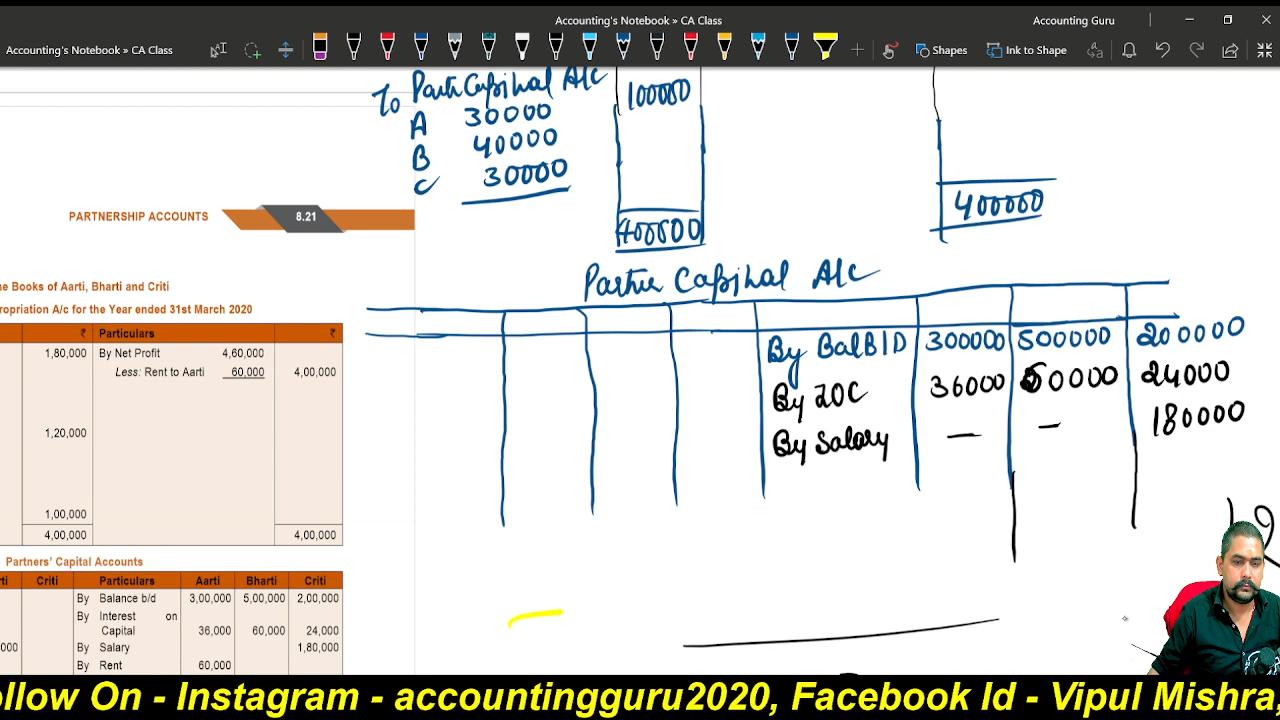 Accounting's Notebook » CA Class
Accounting Guru
Accounting's Notebook » CA Class
Shapes
Ink to Shape
To Part Capital A/c 100000
A 30000
B 40000
C 30000
400000
400000
PARTNERSHIP ACCOUNTS 8.21
he Books of Aarti, Bharti and Criti
ropriation A/c for the Year ended 31st March 2020
₹ Particulars ₹
1,80,000 By Net Profit 4,60,000
Less: Rent to Aarti 60,000 4,00,000
1,20,000
1,00,000
4,00,000 4,00,000
Partners' Capital Accounts
rti Criti Particulars Aarti Bharti Criti
By Balance b/d 3,00,000 5,00,000 2,00,000
By Interest on
Capital 36,000 60,000 24,000
000 By Salary 1,80,000
By Rent 60,000
Partner Capital A/c
By Bal B/D 300000 500000 200000
By IOC 36000 60000 24000
By Salary — — 180000
ollow On - Instagram - accountingguru2020, Facebook Id - Vipul Mishra,